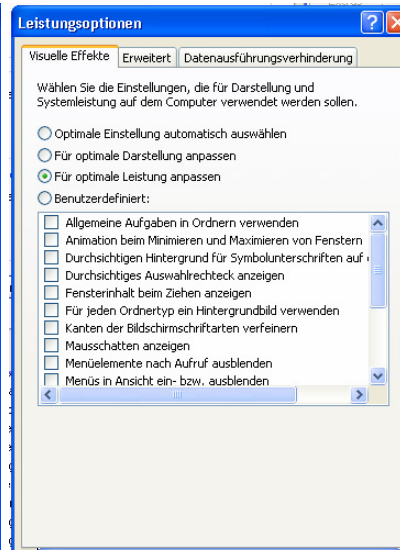 Leistungsoptionen
Visuelle Effekte
Erweitert
Datenausführungsverhinderung
Wählen Sie die Einstellungen, die für Darstellung und
Systemleistung auf dem Computer verwendet werden sollen.
Optimale Einstellung automatisch auswählen
Für optimale Darstellung anpassen
Für optimale Leistung anpassen
Benutzerdefiniert:
Allgemeine Aufgaben in Ordnern verwenden
Animation beim Minimieren und Maximieren von Fenstern
Durchsichtigen Hintergrund für Symbolunterschriften auf
Durchsichtiges Auswahlrechteck anzeigen
Fensterinhalt beim Ziehen anzeigen
Für jeden Ordnertyp ein Hintergrundbild verwenden
Kanten der Bildschirmschriftarten verfeinern
Mausschatten anzeigen
Menüelemente nach Aufruf ausblenden
Menüs in Ansicht ein- bzw. ausblenden